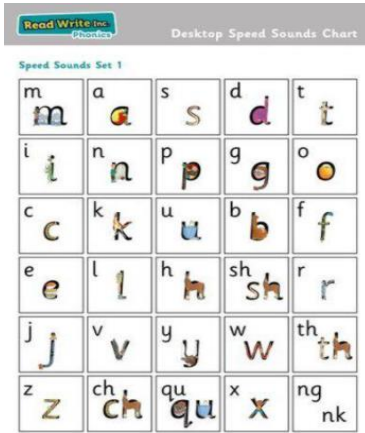 Read Write Inc. Phonics
Desktop Speed Sounds Chart
Speed Sounds Set 1
m a s d t
m a s d t
i n p g o
i n p g o
c k u b f
c k u b f
e l h sh r
e l h sh r
j v y w th
j v y w th
z ch qu x ng
z ch qu x nk